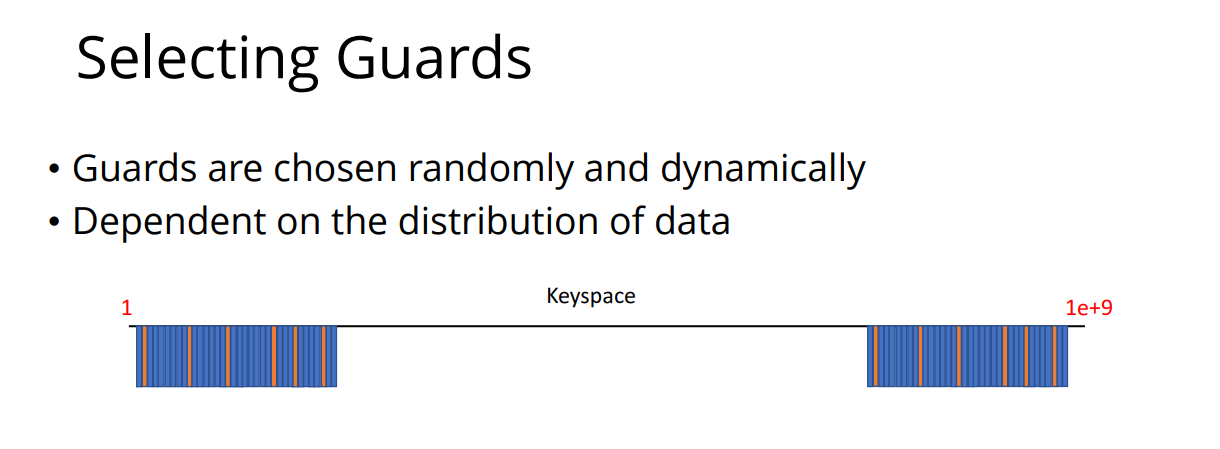 Selecting Guards
• Guards are chosen randomly and dynamically
• Dependent on the distribution of data
Keyspace
1
1e+9